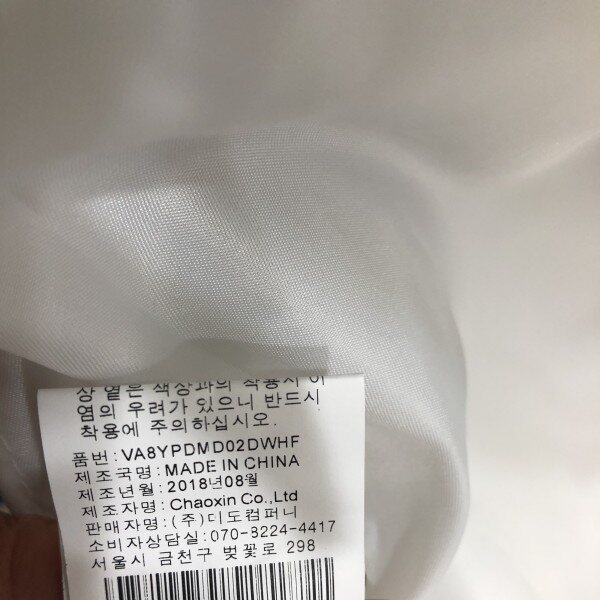 상 옅은 색상과의 착용시 이
염의 우려가 있으니 반드시
착용에 주의하십시오.
품번:VA8YPDMD02DWHF
제조국명:MADE IN CHINA
제조년월:2018년08월
제조자명:Chaoxin Co.,Ltd
판매자명:(주)디도컴퍼니
소비자상담실:070-8224-4417
서울시 금천구 벚꽃로 298